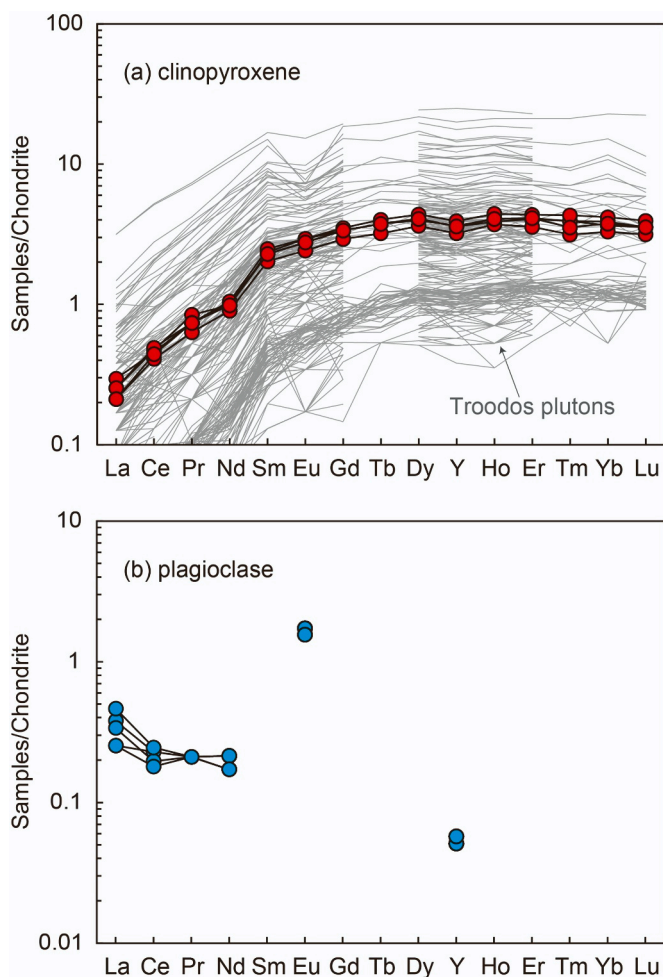 100
(a) clinopyroxene
10
Samples/Chondrite
1
Troodos plutons
0.1
La Ce Pr Nd Sm Eu Gd Tb Dy Y Ho Er Tm Yb Lu
10
(b) plagioclase
1
Samples/Chondrite
0.1
0.01
La Ce Pr Nd Sm Eu Gd Tb Dy Y Ho Er Tm Yb Lu